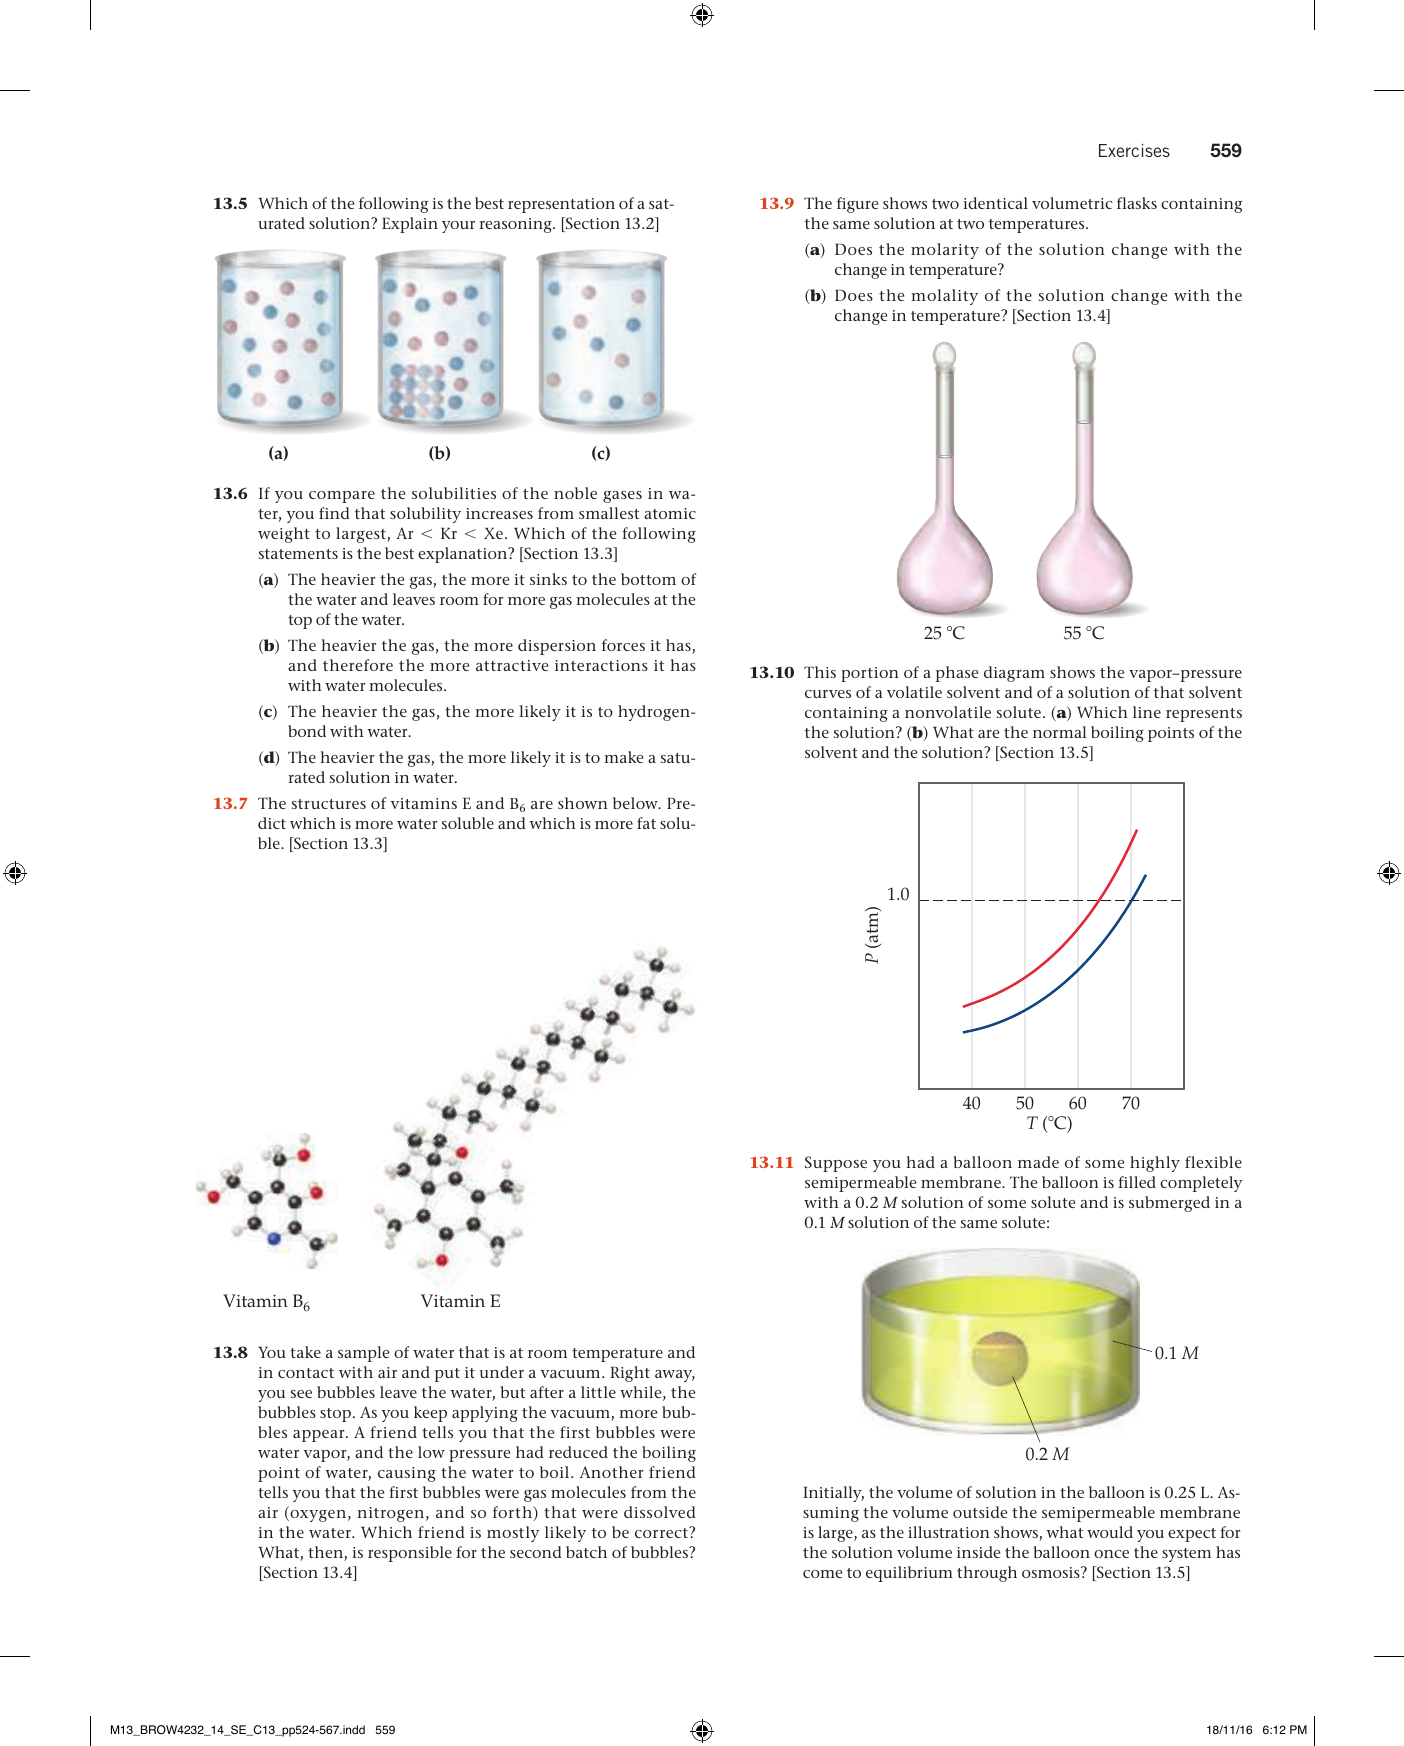 Exercises 559
13.5 Which of the following is the best representation of a sat-
urated solution? Explain your reasoning. [Section 13.2]
(a) (b) (c)
13.6 If you compare the solubilities of the noble gases in wa-
ter, you find that solubility increases from smallest atomic
weight to largest, Ar < Kr < Xe. Which of the following
statements is the best explanation? [Section 13.3]
(a) The heavier the gas, the more it sinks to the bottom of
the water and leaves room for more gas molecules at the
top of the water.
(b) The heavier the gas, the more dispersion forces it has,
and therefore the more attractive interactions it has
with water molecules.
(c) The heavier the gas, the more likely it is to hydrogen-
bond with water.
(d) The heavier the gas, the more likely it is to make a satu-
rated solution in water.
13.7 The structures of vitamins E and B6 are shown below. Pre-
dict which is more water soluble and which is more fat solu-
ble. [Section 13.3]
Vitamin B6 Vitamin E
13.8 You take a sample of water that is at room temperature and
in contact with air and put it under a vacuum. Right away,
you see bubbles leave the water, but after a little while, the
bubbles stop. As you keep applying the vacuum, more bub-
bles appear. A friend tells you that the first bubbles were
water vapor, and the low pressure had reduced the boiling
point of water, causing the water to boil. Another friend
tells you that the first bubbles were gas molecules from the
air (oxygen, nitrogen, and so forth) that were dissolved
in the water. Which friend is mostly likely to be correct?
What, then, is responsible for the second batch of bubbles?
[Section 13.4]
13.9 The figure shows two identical volumetric flasks containing
the same solution at two temperatures.
(a) Does the molarity of the solution change with the
change in temperature?
(b) Does the molality of the solution change with the
change in temperature? [Section 13.4]
25 °C 55 °C
13.10 This portion of a phase diagram shows the vapor–pressure
curves of a volatile solvent and of a solution of that solvent
containing a nonvolatile solute. (a) Which line represents
the solution? (b) What are the normal boiling points of the
solvent and the solution? [Section 13.5]
1.0
P (atm)
40 50 60 70
T (°C)
13.11 Suppose you had a balloon made of some highly flexible
semipermeable membrane. The balloon is filled completely
with a 0.2 M solution of some solute and is submerged in a
0.1 M solution of the same solute:
0.1 M
0.2 M
Initially, the volume of solution in the balloon is 0.25 L. As-
suming the volume outside the semipermeable membrane
is large, as the illustration shows, what would you expect for
the solution volume inside the balloon once the system has
come to equilibrium through osmosis? [Section 13.5]
M13_BROW4232_14_SE_C13_pp524-567.indd 559 18/11/16 6:12 PM